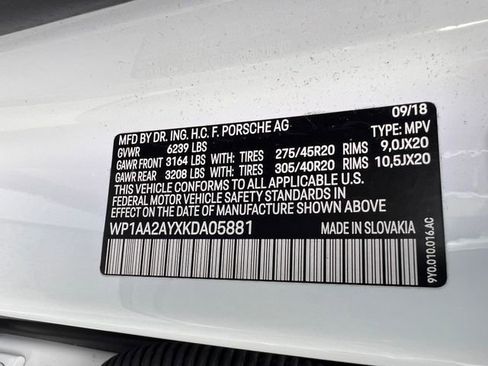 09/18
MFD BY DR. ING. H.C. F. PORSCHE AG
TYPE: MPV
GVWR 6239 LBS
GAWR FRONT 3164 LBS WITH: TIRES 275/45R20 RIMS 9,0JX20
GAWR REAR 3208 LBS WITH: TIRES 305/40R20 RIMS 10,5JX20
THIS VEHICLE CONFORMS TO ALL APPLICABLE
FEDERAL MOTOR VEHICLE SAFETY STANDARDS IN
EFFECT ON THE DATE OF MANUFACTURE SHOWN ABOVE
WP1AA2AYXKDA05881 MADE IN SLOVAKIA
9Y0.010.016.AC